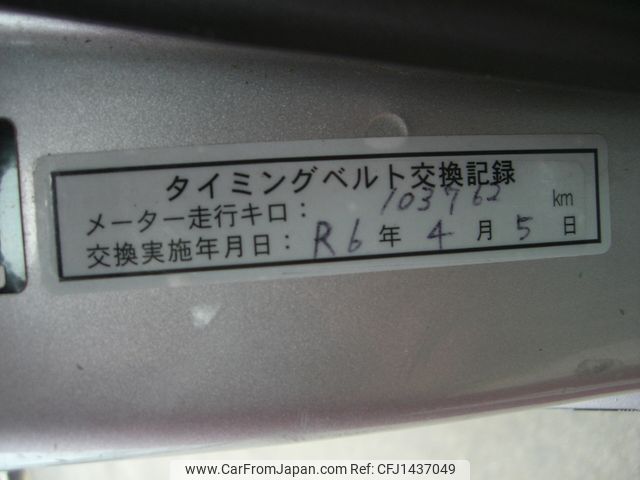 タイミングベルト交換記録
メーター走行キロ： 103762 km
交換実施年月日： R6 年 4 月 5 日
www.CarFromJapan.com | CFJ1437049